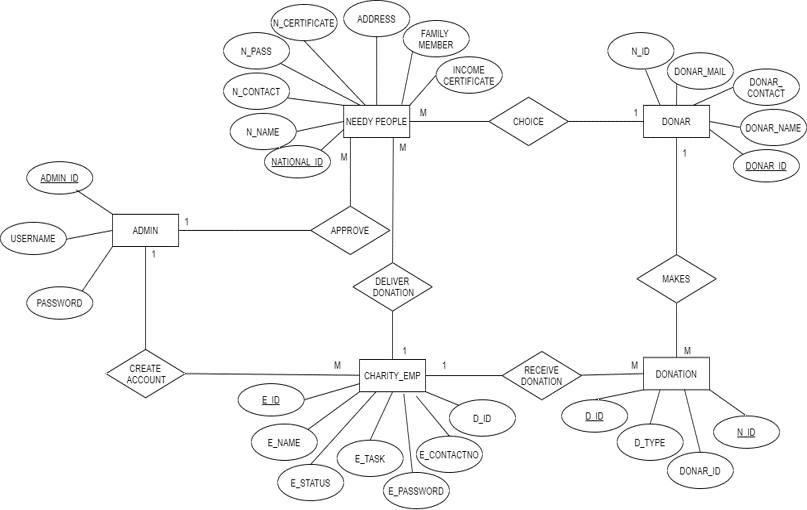 N_CERTIFICATE
ADDRESS
FAMILY
MEMBER
N_PASS
INCOME
CERTIFICATE
N_CONTACT
N_NAME
NATIONAL_ID
NEEDY PEOPLE
M
CHOICE
1
DONAR
N_ID
DONAR_MAIL
DONAR_
CONTACT
DONAR_NAME
DONAR_ID
M
M
1
ADMIN_ID
USERNAME
PASSWORD
ADMIN
1
1
APPROVE
DELIVER
DONATION
MAKES
CREATE
ACCOUNT
M
1
CHARITY_EMP
1
RECEIVE
DONATION
M
M
DONATION
E_ID
E_NAME
E_STATUS
E_TASK
E_PASSWORD
E_CONTACTNO
D_ID
D_ID
D_TYPE
DONAR_ID
N_ID